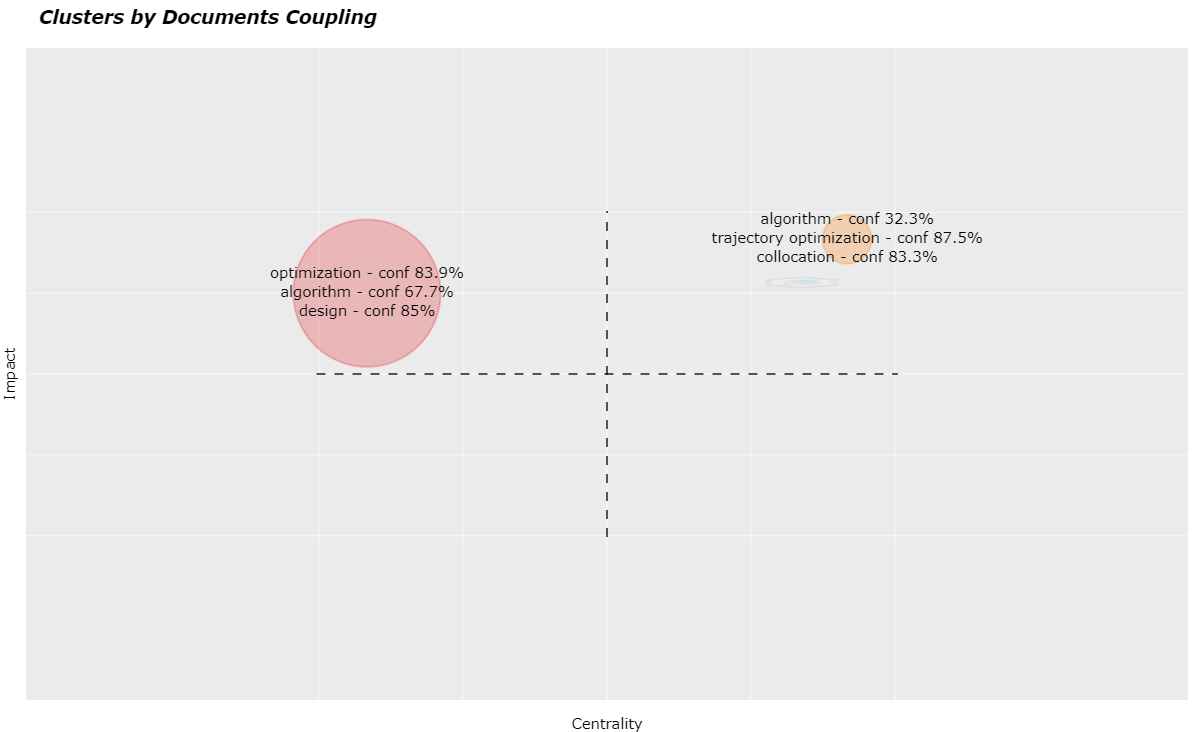 Clusters by Documents Coupling
algorithm - conf 32.3%
trajectory optimization - conf 87.5%
collocation - conf 83.3%
optimization - conf 83.9%
algorithm - conf 67.7%
design - conf 85%
Impact
Centrality